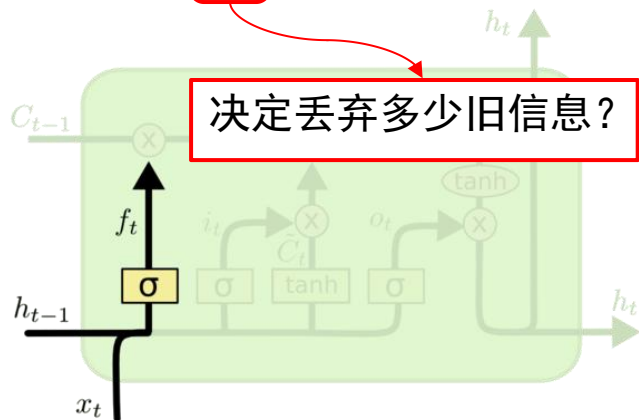 h_t
决定丢弃多少旧信息？
C_{t-1}
×
tanh
f_t
i_t
×
o_t
×
C̃_t
σ
σ
tanh
σ
h_{t-1}
h_t
x_t